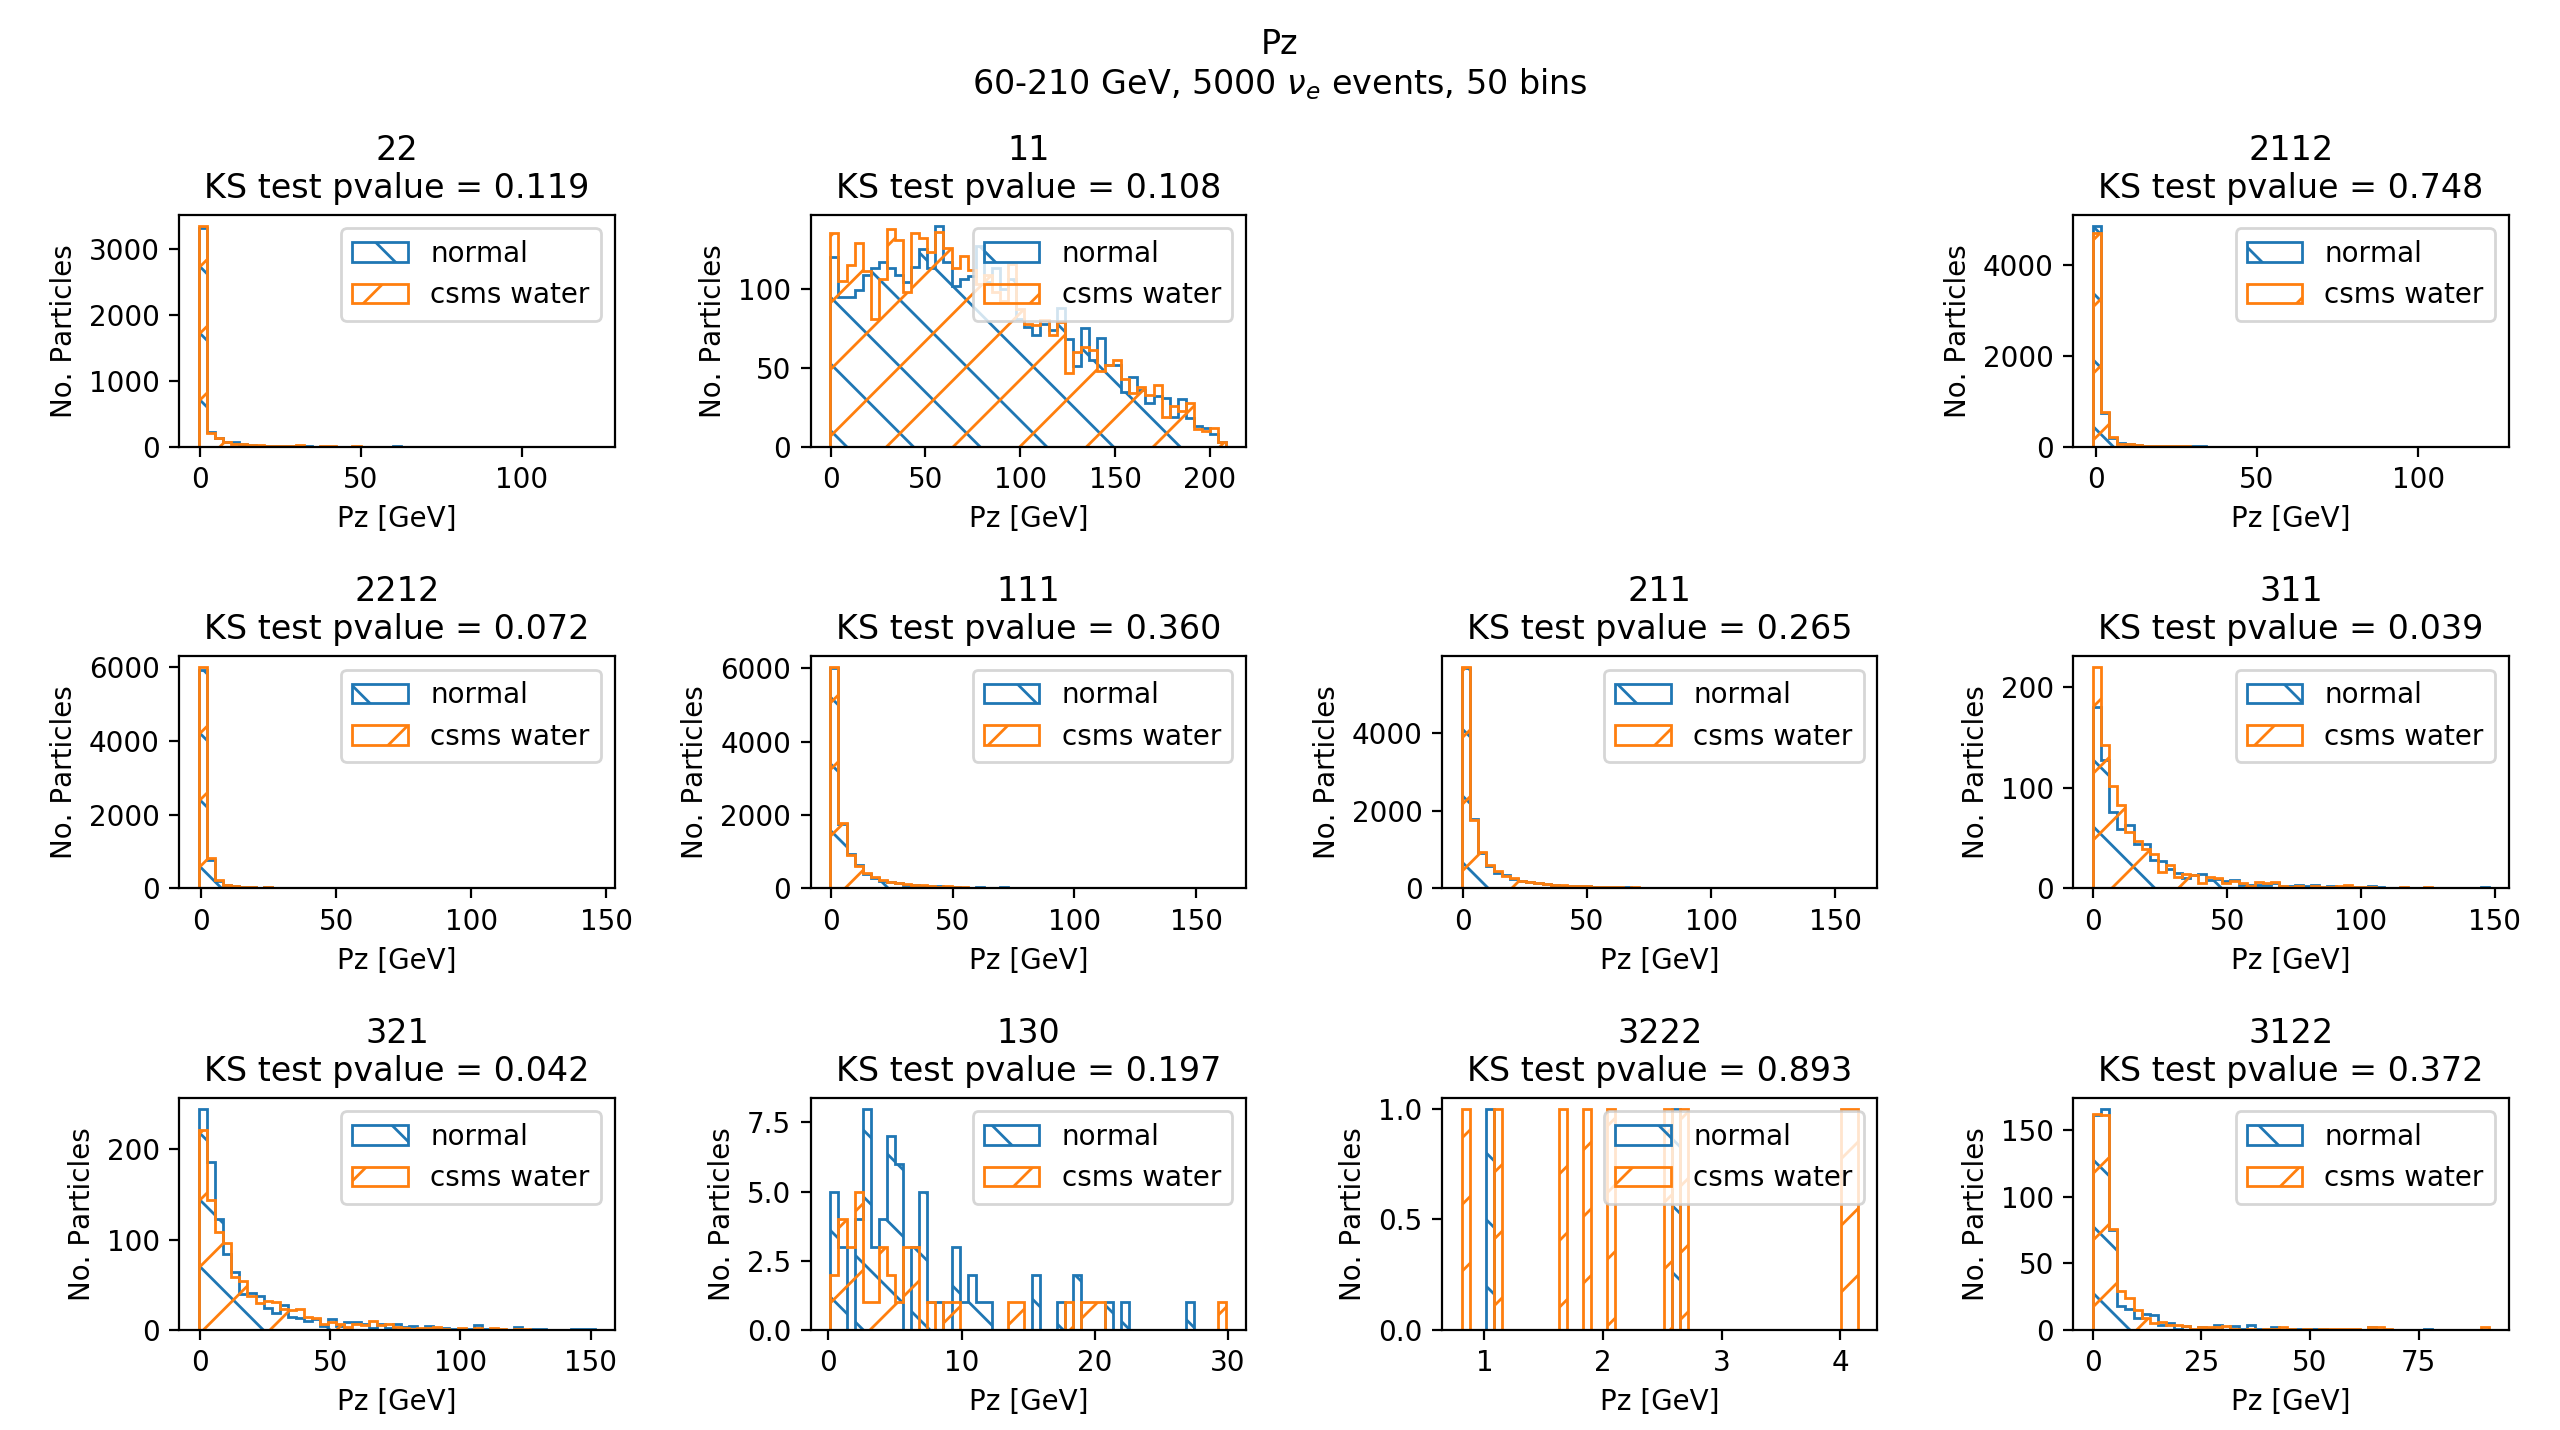 Pz
60-210 GeV, 5000 νₑ events, 50 bins
22
KS test pvalue = 0.119
No. Particles
3000
2000
1000
0
normal
csms water
0 50 100
Pz [GeV]
11
KS test pvalue = 0.108
No. Particles
100
50
0
normal
csms water
0 50 100 150 200
Pz [GeV]
2112
KS test pvalue = 0.748
No. Particles
4000
2000
0
normal
csms water
0 50 100
Pz [GeV]
2212
KS test pvalue = 0.072
No. Particles
6000
4000
2000
0
normal
csms water
0 50 100 150
Pz [GeV]
111
KS test pvalue = 0.360
No. Particles
6000
4000
2000
0
normal
csms water
0 50 100 150
Pz [GeV]
211
KS test pvalue = 0.265
No. Particles
4000
2000
0
normal
csms water
0 50 100 150
Pz [GeV]
311
KS test pvalue = 0.039
No. Particles
200
100
0
normal
csms water
0 50 100 150
Pz [GeV]
321
KS test pvalue = 0.042
No. Particles
200
100
0
normal
csms water
0 50 100 150
Pz [GeV]
130
KS test pvalue = 0.197
No. Particles
7.5
5.0
2.5
0.0
normal
csms water
0 10 20 30
Pz [GeV]
3222
KS test pvalue = 0.893
No. Particles
1.0
0.5
0.0
normal
csms water
1 2 3 4
Pz [GeV]
3122
KS test pvalue = 0.372
No. Particles
150
100
50
0
normal
csms water
0 25 50 75
Pz [GeV]